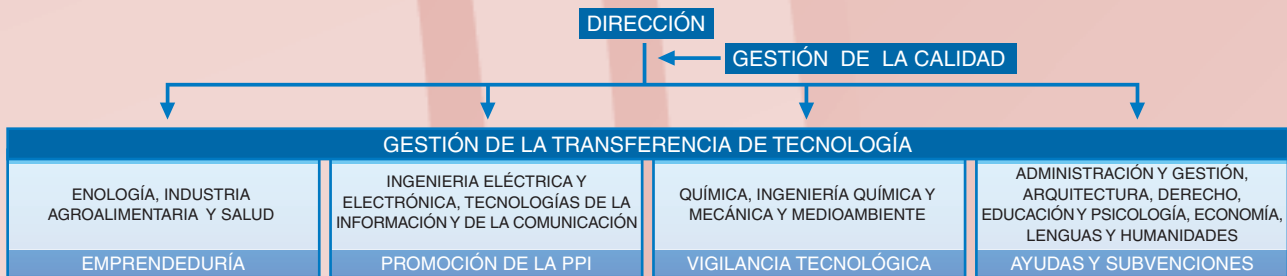 DIRECCIÓN
GESTIÓN DE LA CALIDAD
GESTIÓN DE LA TRANSFERENCIA DE TECNOLOGÍA
ENOLOGÍA, INDUSTRIA
AGROALIMENTARIA Y SALUD
EMPRENDEDURÍA
INGENIERIA ELÉCTRICA Y
ELECTRÓNICA, TECNOLOGÍAS DE LA
INFORMACIÓN Y DE LA COMUNICACIÓN
PROMOCIÓN DE LA PPI
QUÍMICA, INGENIERÍA QUÍMICA Y
MECÁNICA Y MEDIOAMBIENTE
VIGILANCIA TECNOLÓGICA
ADMINISTRACIÓN Y GESTIÓN,
ARQUITECTURA, DERECHO,
EDUCACIÓN Y PSICOLOGÍA, ECONOMÍA,
LENGUAS Y HUMANIDADES
AYUDAS Y SUBVENCIONES